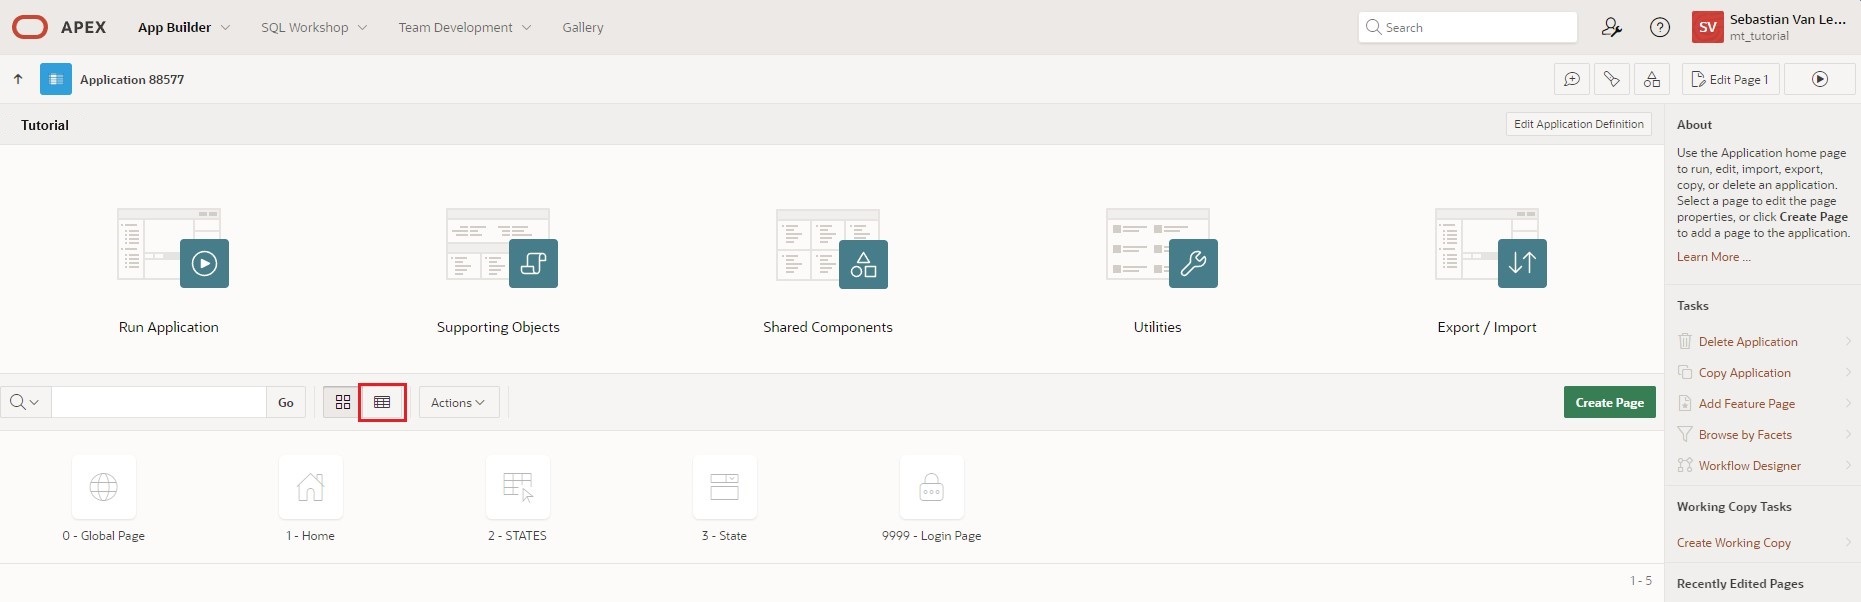 APEX
App Builder
SQL Workshop
Team Development
Gallery
Search
SV
Sebastian Van Le...
mt_tutorial
Application 88577
Edit Page 1
Tutorial
Edit Application Definition
Run Application
Supporting Objects
Shared Components
Utilities
Export / Import
Go
Actions
Create Page
0 - Global Page
1 - Home
2 - STATES
3 - State
9999 - Login Page
1 - 5
About
Use the Application home page
to run, edit, import, export,
copy, or delete an application.
Select a page to edit the page
properties, or click Create Page
to add a page to the application.
Learn More ...
Tasks
Delete Application
Copy Application
Add Feature Page
Browse by Facets
Workflow Designer
Working Copy Tasks
Create Working Copy
Recently Edited Pages